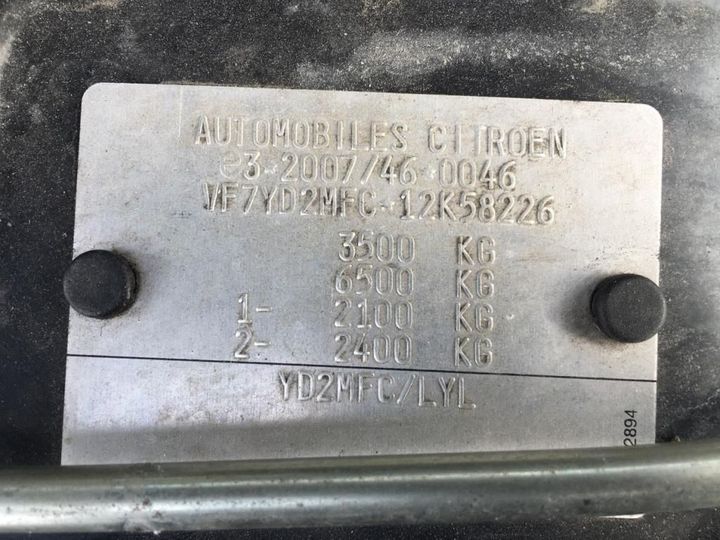 AUTOMOBILES CITROEN
e3*2007/46*0046
VF7YD2MFC-12K58226
3500 KG
6500 KG
1- 2100 KG
2- 2400 KG
YD2MFC/LYL
2894